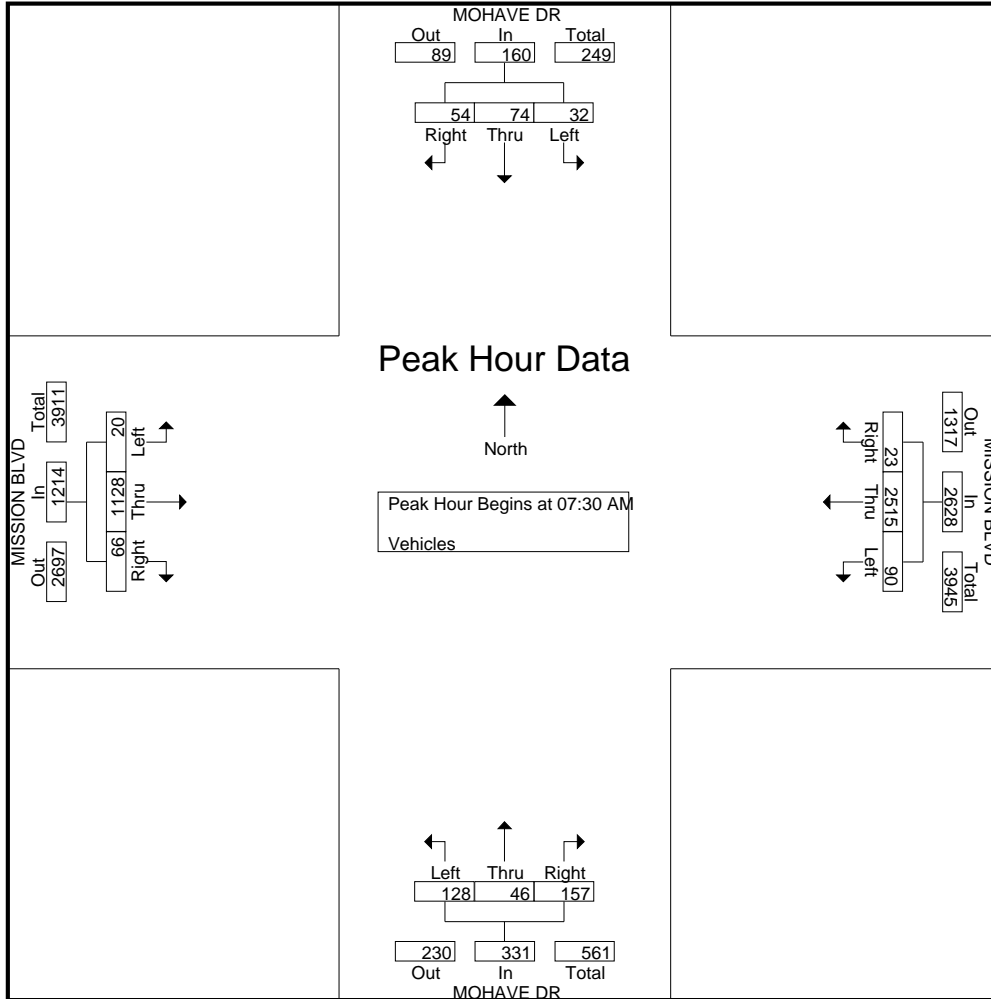 MOHAVE DR
Out In Total
89 160 249
54 74 32
Right Thru Left
Peak Hour Data
North
Peak Hour Begins at 07:30 AM
Vehicles
MISSION BLVD
Total In Out
3911 1214 2697
20 1128 66
Left Thru Right
MISSION BLVD
Out In Total
1317 2628 3945
23 2515 90
Right Thru Left
Left Thru Right
128 46 157
230 331 561
Out In Total
MOHAVE DR